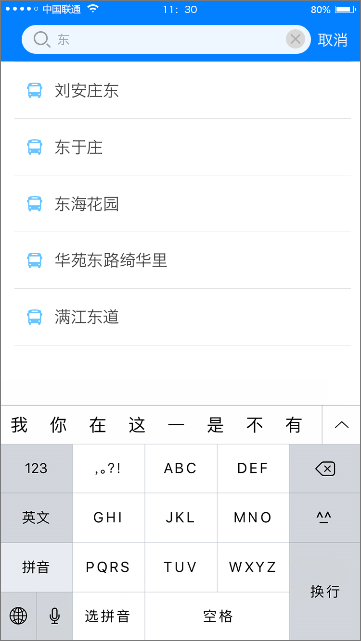 中国联通 11:30 80%
东 取消
刘安庄东
东于庄
东海花园
华苑东路绮华里
满江东道
我 你 在 这 一 是 不 有
123 ,。?! ABC DEF
英文 GHI JKL MNO ^^
拼音 PQRS TUV WXYZ 换行
选拼音 空格